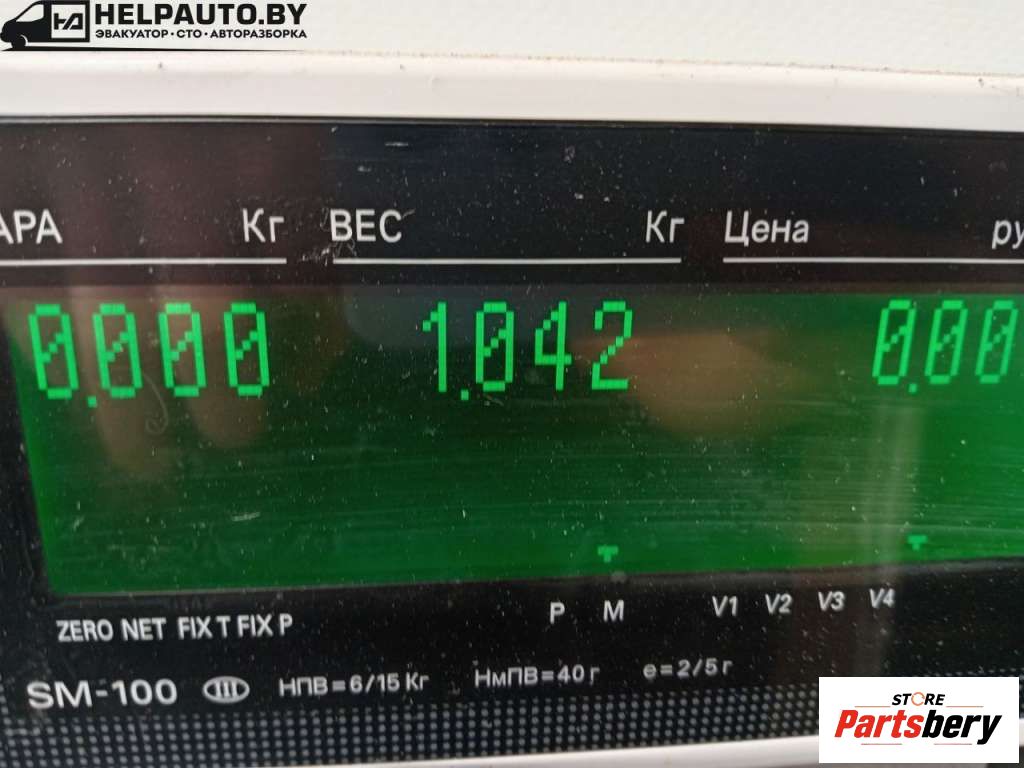 HELPAUTO.BY
ЭВАКУАТОР·СТО·АВТОРАЗБОРКА
АРА Кг ВЕС Кг Цена ру
0.000 1.042 0.00
P M V1 V2 V3 V4
ZERO NET FIX T FIX P
SM-100 III НПВ=6/15 Кг НмПВ=40 г e=2/5 г
STORE
Partsbery